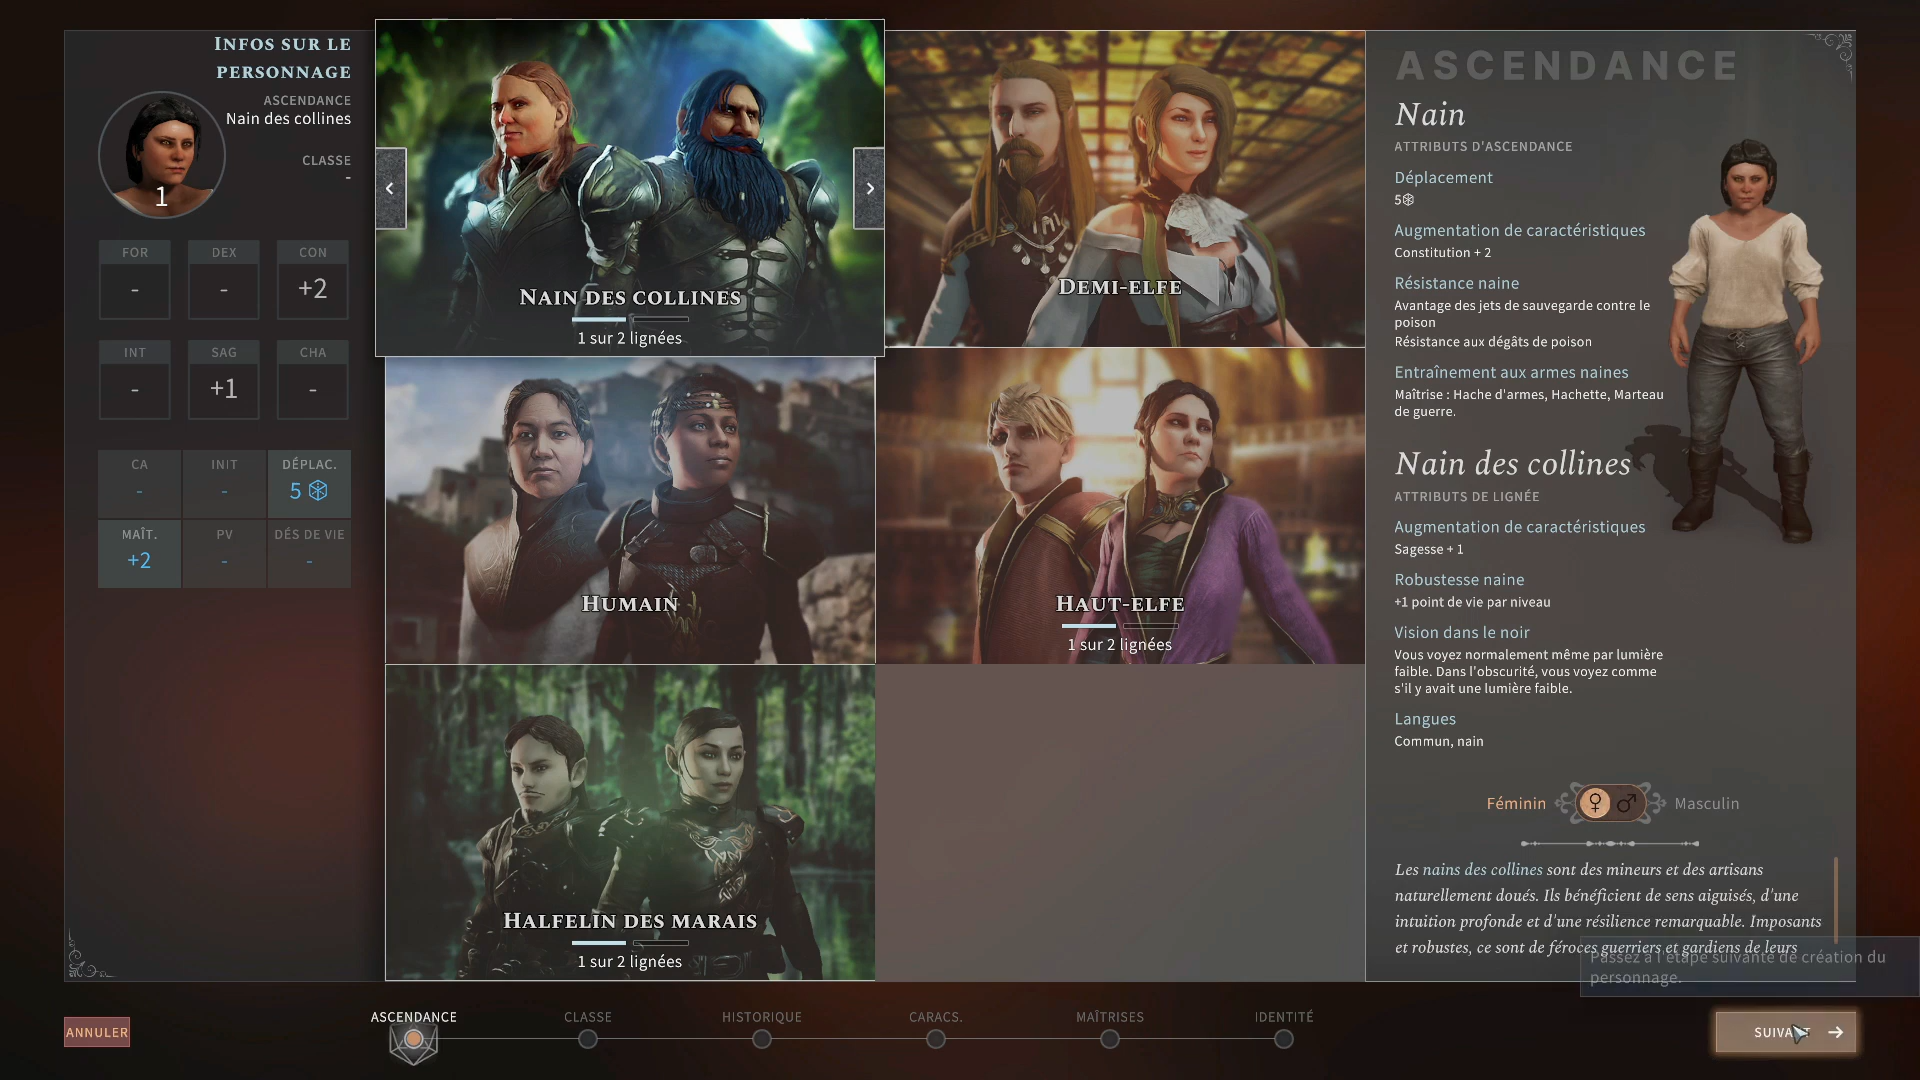 INFOS SUR LE
PERSONNAGE
ASCENDANCE
Nain des collines
CLASSE
-
1
FOR
DEX
CON
-
-
+2
INT
SAG
CHA
-
+1
-
CA
INIT
DÉPLAC.
-
-
5
MAÎT.
PV
DÉS DE VIE
+2
-
-
NAIN DES COLLINES
1 sur 2 lignées
DEMI-ELFE
HUMAIN
HAUT-ELFE
1 sur 2 lignées
HALFELIN DES MARAIS
1 sur 2 lignées
ASCENDANCE
Nain
ATTRIBUTS D'ASCENDANCE
Déplacement
5
Augmentation de caractéristiques
Constitution + 2
Résistance naine
Avantage des jets de sauvegarde contre le
poison
Résistance aux dégâts de poison
Entraînement aux armes naines
Maîtrise : Hache d'armes, Hachette, Marteau
de guerre.
Nain des collines
ATTRIBUTS DE LIGNÉE
Augmentation de caractéristiques
Sagesse + 1
Robustesse naine
+1 point de vie par niveau
Vision dans le noir
Vous voyez normalement même par lumière
faible. Dans l'obscurité, vous voyez comme
s'il y avait une lumière faible.
Langues
Commun, nain
Féminin
Masculin
Les nains des collines sont des mineurs et des artisans
naturellement doués. Ils bénéficient de sens aiguisés, d'une
intuition profonde et d'une résilience remarquable. Imposants
et robustes, ce sont de féroces guerriers et gardiens de leurs
Passez à l'étape suivante de création du
personnage.
ANNULER
ASCENDANCE
CLASSE
HISTORIQUE
CARACS.
MAÎTRISES
IDENTITÉ
SUIVANT